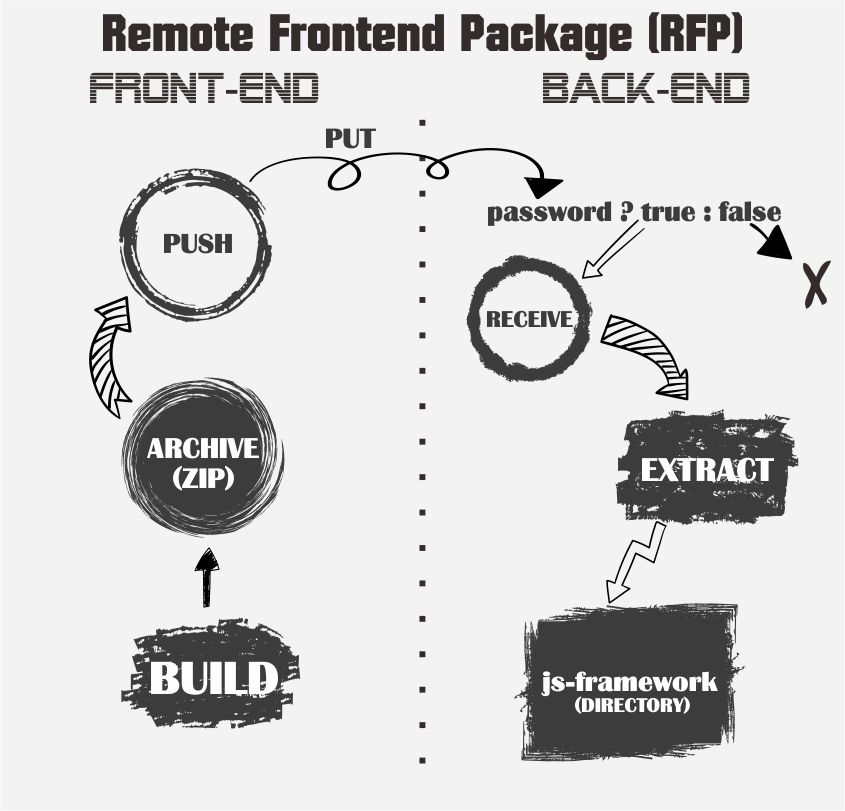 Remote Frontend Package (RFP)
FRONT-END
BACK-END
PUT
password ? true : false
X
PUSH
RECEIVE
ARCHIVE
(ZIP)
EXTRACT
BUILD
js-framework
(DIRECTORY)